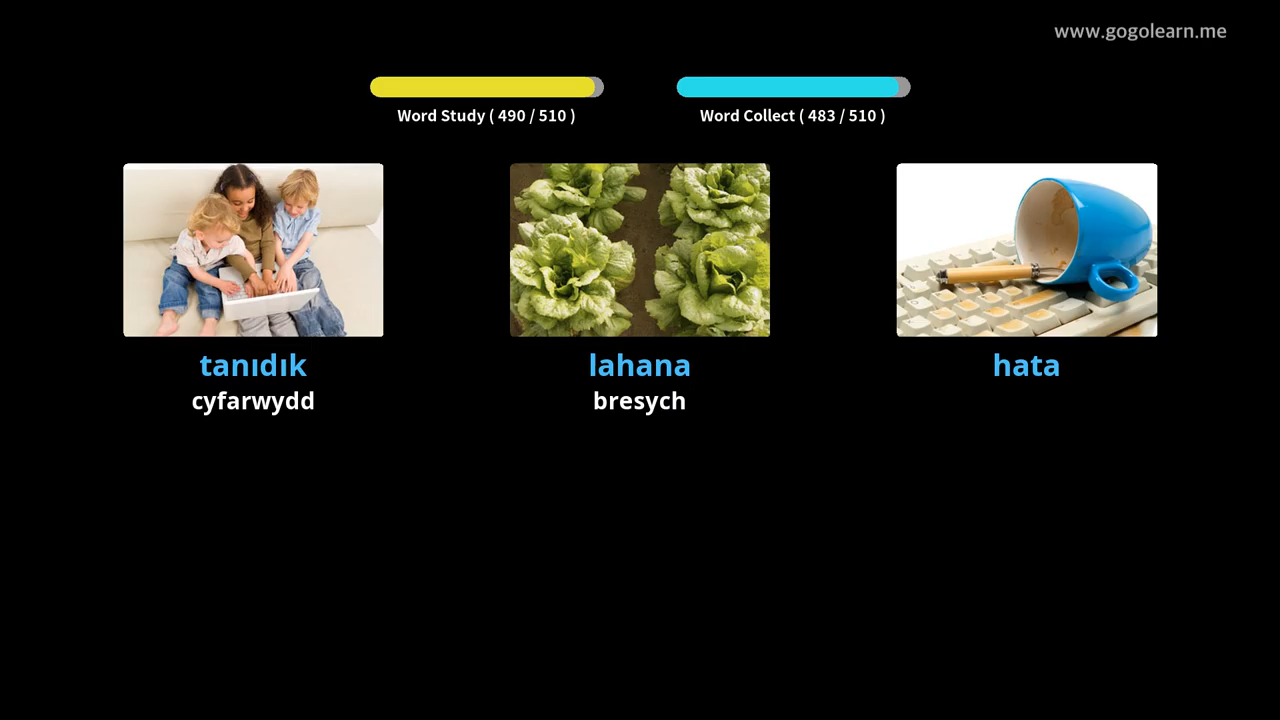 www.gogolearn.me
Word Study ( 490 / 510 )
Word Collect ( 483 / 510 )
tanıdık
cyfarwydd
lahana
bresych
hata